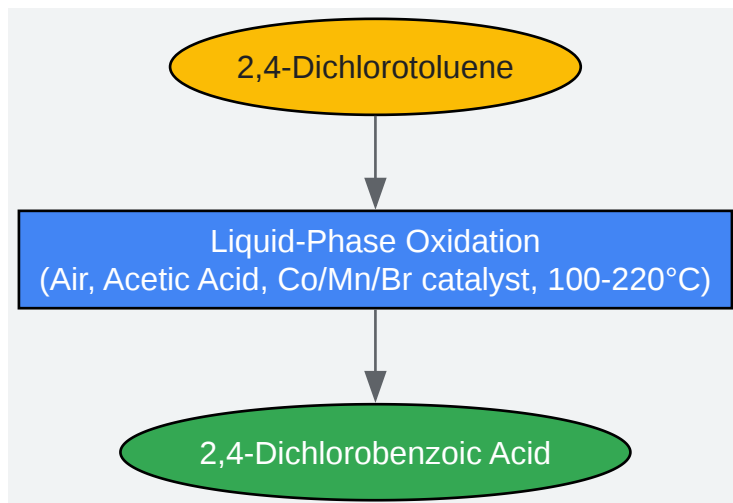 2,4-Dichlorotoluene
Liquid-Phase Oxidation
(Air, Acetic Acid, Co/Mn/Br catalyst, 100-220°C)
2,4-Dichlorobenzoic Acid